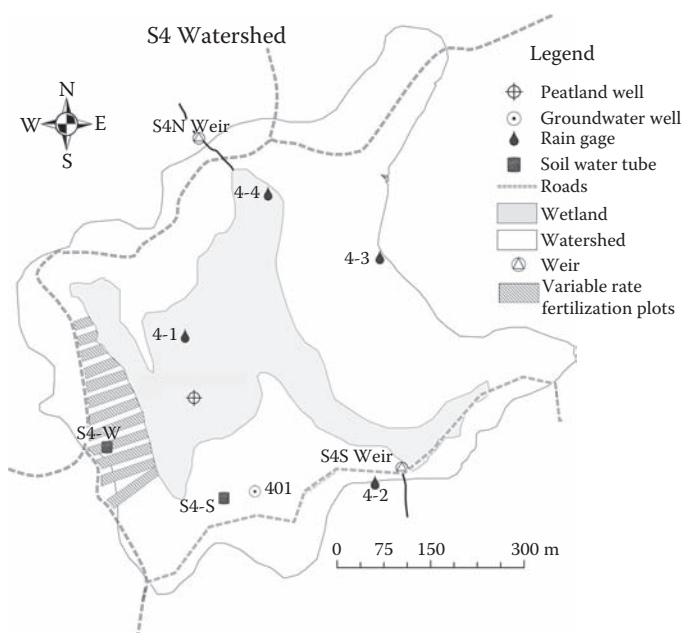 S4 Watershed
N
W E
S
S4N Weir
4-4
4-3
4-1
S4-W
S4S Weir
401
S4-S
4-2
0 75 150 300 m
Legend
Peatland well
Groundwater well
Rain gage
Soil water tube
Roads
Wetland
Watershed
Weir
Variable rate
fertilization plots